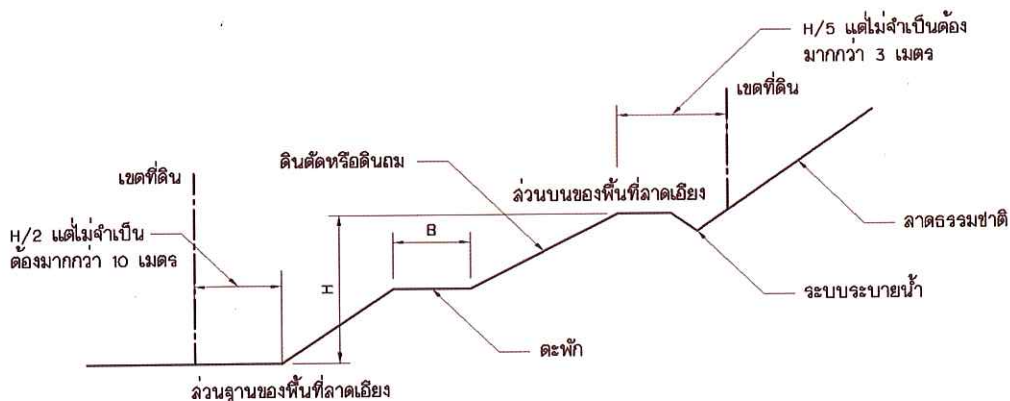 H/5 แต่ไม่จำเป็นต้อง
มากกว่า 3 เมตร
เขตที่ดิน
ดินตัดหรือดินถม
เขตที่ดิน
ส่วนบนของพื้นที่ลาดเอียง
ลาดธรรมชาติ
H/2 แต่ไม่จำเป็น
ต้องมากกว่า 10 เมตร
B
H
ระบบระบายน้ำ
ตะพัก
ส่วนฐานของพื้นที่ลาดเอียง